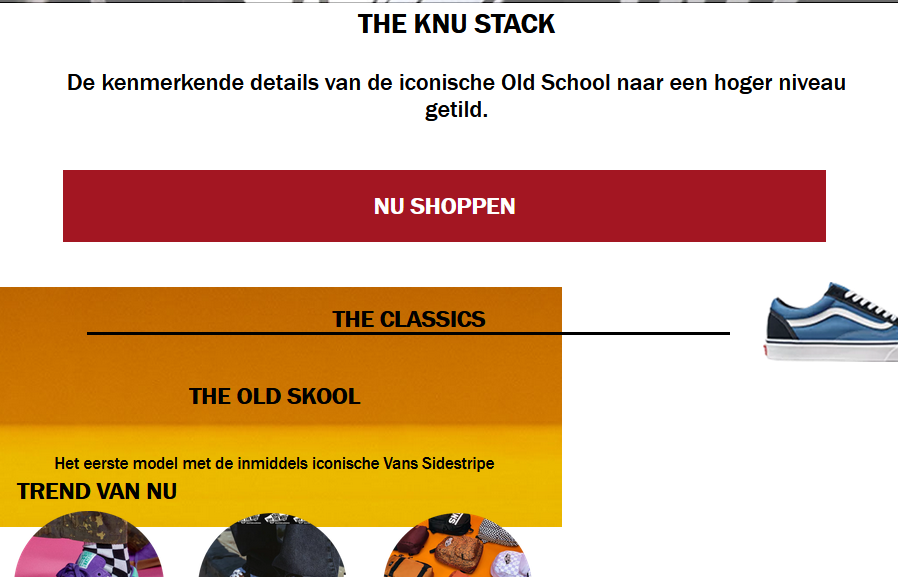 THE KNU STACK
De kenmerkende details van de iconische Old School naar een hoger niveau
getild.
NU SHOPPEN
THE CLASSICS
THE OLD SKOOL
Het eerste model met de inmiddels iconische Vans Sidestripe
TREND VAN NU